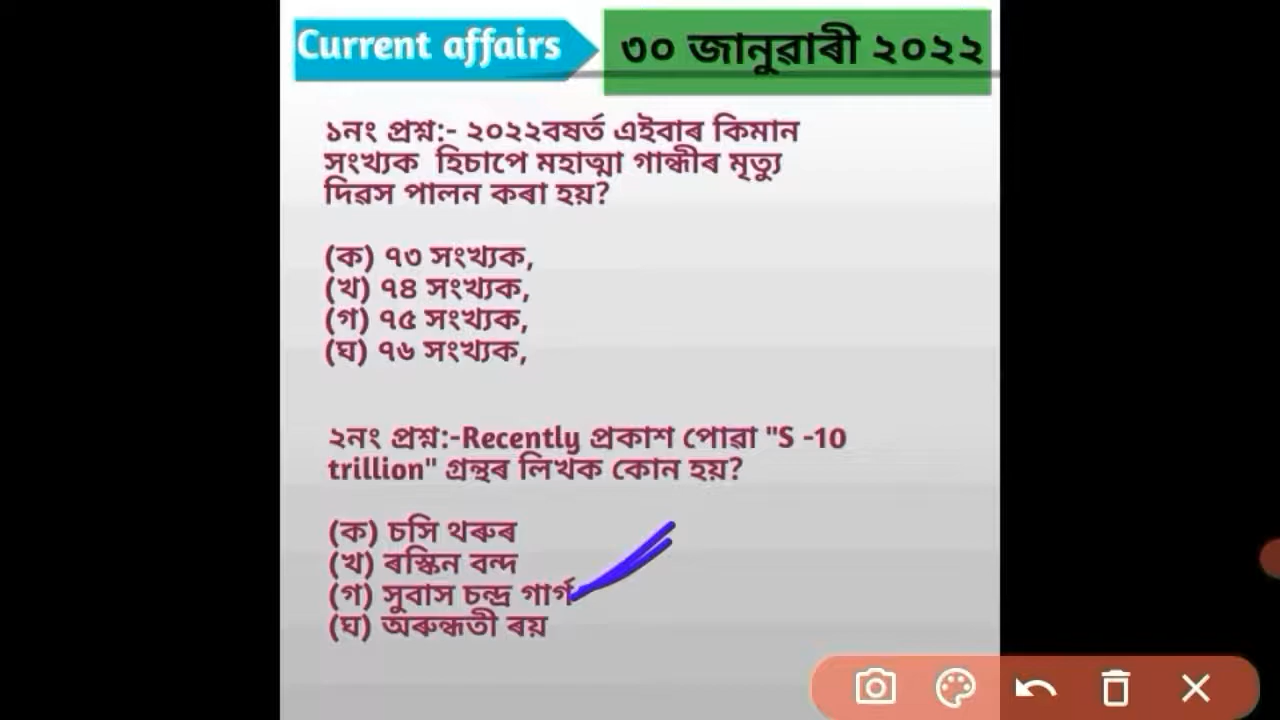 Current affairs
৩০ জানুৱাৰী ২০২২
১নং প্ৰশ্ন:- ২০২২বষৰ্ত এইবাৰ কিমান
সংখ্যক হিচাপে মহাত্মা গান্ধীৰ মৃত্যু
দিৱস পালন কৰা হয়?
(ক) ৭৩ সংখ্যক,
(খ) ৭৪ সংখ্যক,
(গ) ৭৫ সংখ্যক,
(ঘ) ৭৬ সংখ্যক,
২নং প্ৰশ্ন:-Recently প্ৰকাশ পোৱা "S -10
trillion" গ্ৰন্থৰ লিখক কোন হয়?
(ক) চসি থৰুৰ
(খ) ৰস্কিন বন্দ
(গ) সুবাস চন্দ্ৰ গাৰ্গ
(ঘ) অৰুন্ধতী ৰয়